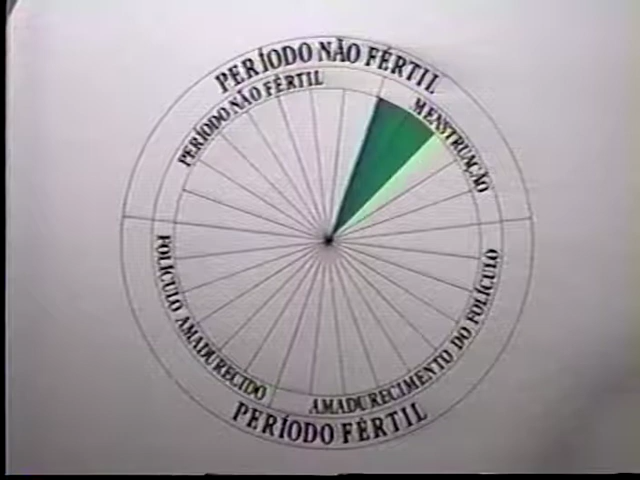 PERÍODO NÃO FÉRTIL
PERÍODO NÃO FÉRTIL
MENSTRUAÇÃO
FOLÍCULO AMADURECIDO
AMADURECIMENTO DO FOLÍCULO
PERÍODO FÉRTIL